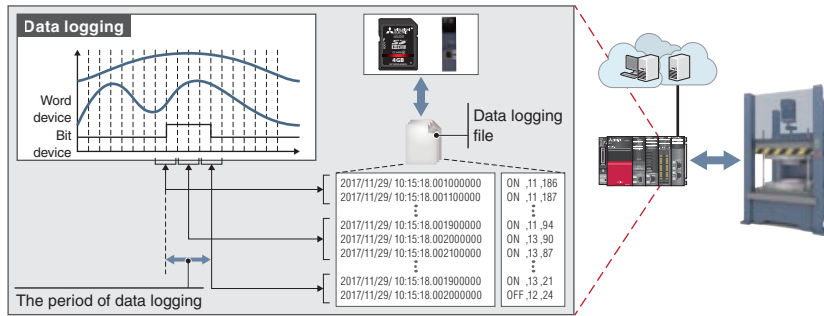 Data logging
Word
device
Bit
device
MITSUBISHI
ELECTRIC
SD
4GB
Data logging
file
2017/11/29/ 10:15:18.001000000 ON ,11 ,186
2017/11/29/ 10:15:18.001100000 ON ,11 ,187
2017/11/29/ 10:15:18.001900000 ON ,11 ,94
2017/11/29/ 10:15:18.002000000 ON ,13 ,90
2017/11/29/ 10:15:18.002100000 ON ,13 ,87
2017/11/29/ 10:15:18.001900000 ON ,13 ,21
2017/11/29/ 10:15:18.002000000 OFF ,12 ,24
The period of data logging